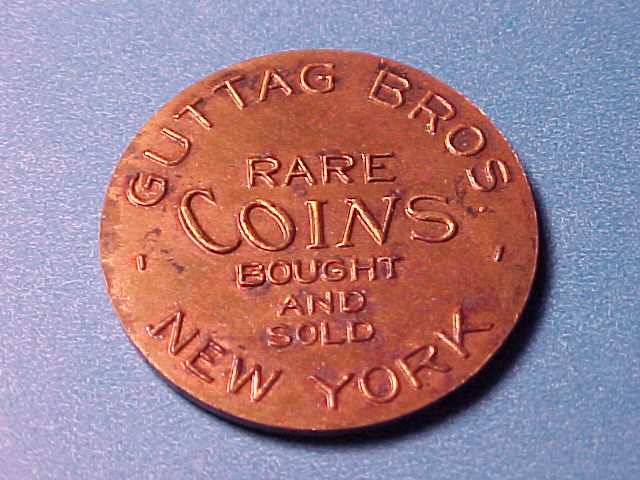 GUTTAG BROS.
RARE
COINS
BOUGHT
AND
SOLD
- NEW YORK -